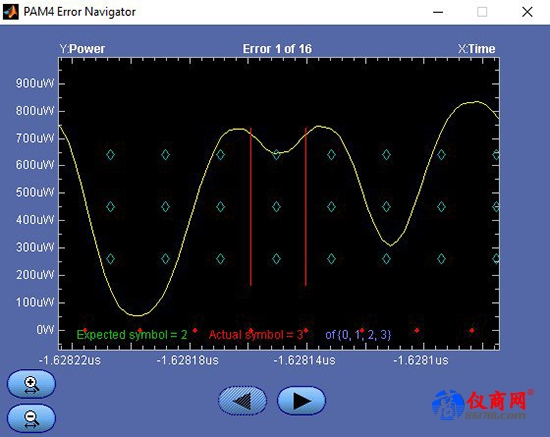 PAM4 Error Navigator
Y:Power Error 1 of 16 X:Time
900uW
800uW
700uW
600uW
500uW
400uW
300uW
200uW
100uW
0W
Expected symbol = 2 Actual symbol = 3 of {0, 1, 2, 3}
-1.62822us -1.62818us -1.62814us -1.6281us
仪商网